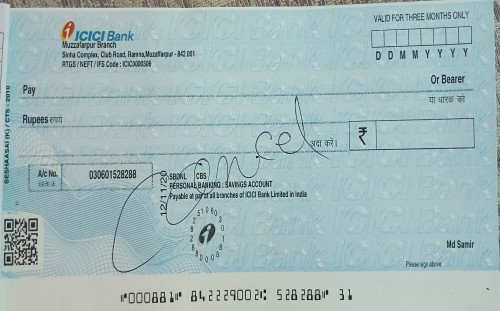 ICICI Bank
Muzzafarpur Branch
Sinha Complex, Club Road, Ramna, Muzaffarpur - 842 001
RTGS / NEFT / IFS Code : ICIC0000306
VALID FOR THREE MONTHS ONLY
D D M M Y Y Y Y
Pay
Or Bearer
या धारक को
Rupees रुपये
अदा करें।
₹
Cancel
A/c No.
030601528288
SBONL CBS
PERSONAL BANKING : SAVINGS ACCOUNT
Payable at par at all branches of ICICI Bank Limited in India
12/11/20
SESHAASAI (K) / CTS - 2010
Md Samir
Please sign above
⑈000881⑈ 842229002⑆ 528288⑈ 31